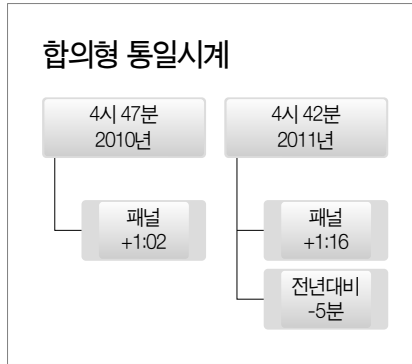 합의형 통일시계
4시 47분
2010년
4시 42분
2011년
패널
+1:02
패널
+1:16
전년대비
-5분